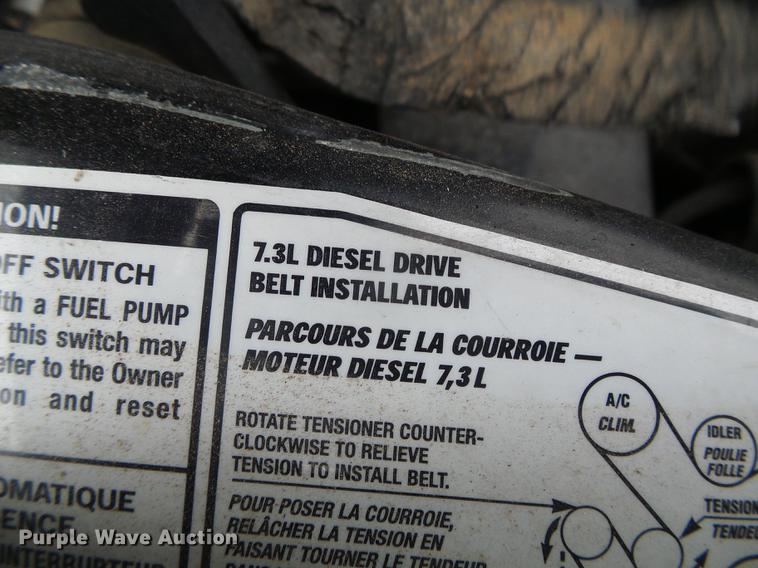 ION!
OFF SWITCH
ith a FUEL PUMP
this switch may
efer to the Owner
on and reset
OMATIQUE
7.3L DIESEL DRIVE
BELT INSTALLATION
PARCOURS DE LA COURROIE —
MOTEUR DIESEL 7,3 L
ROTATE TENSIONER COUNTER-
CLOCKWISE TO RELIEVE
TENSION TO INSTALL BELT.
POUR POSER LA COURROIE,
RELÂCHER LA TENSION EN
FAISANT TOURNER LE TENDEUR
A/C
CLIM.
IDLER
POULIE
FOLLE
TENSION
TENDEU
Purple Wave Auction